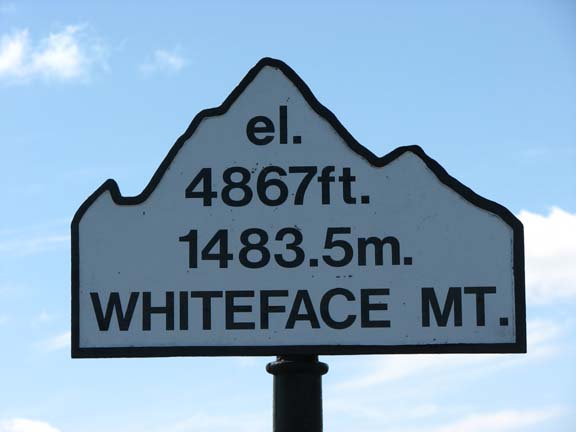 el.
4867ft.
1483.5m.
WHITEFACE MT.